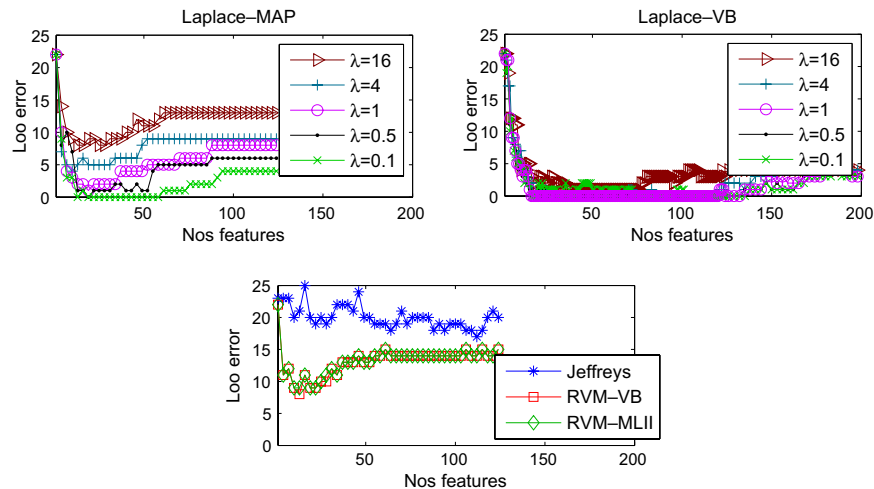 Laplace–MAP
25
20
15
10
5
0
Loo error
0
50
100
150
200
Nos features
λ=16
λ=4
λ=1
λ=0.5
λ=0.1
Laplace–VB
25
20
15
10
5
0
Loo error
0
50
100
150
200
Nos features
λ=16
λ=4
λ=1
λ=0.5
λ=0.1
25
20
15
10
5
0
Loo error
0
50
100
150
200
Nos features
Jeffreys
RVM–VB
RVM–MLII